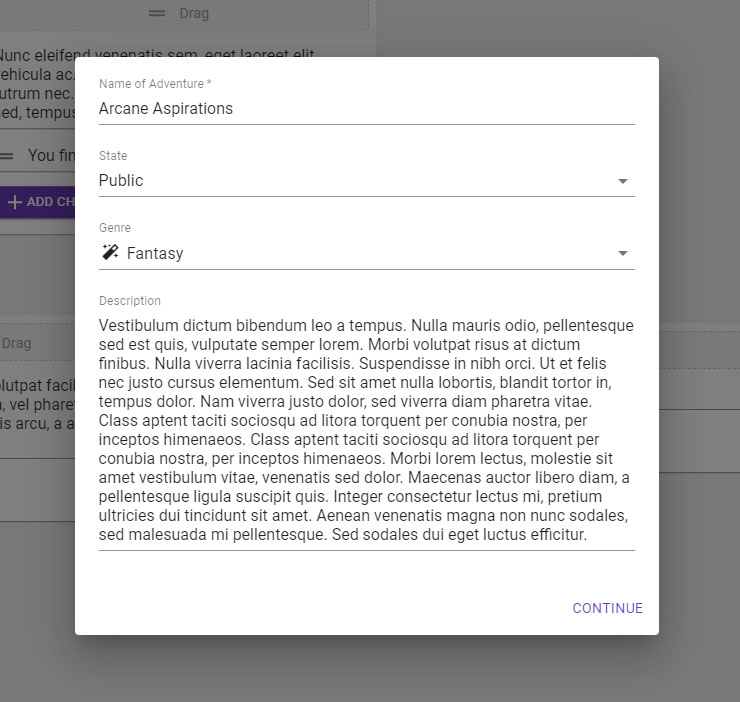 Drag
Nunc eleifend venenatis sem, eget laoreet elit
vehicula ac.
rutrum nec.
sed, tempus
You fin
ADD CH
Drag
olutpat facil
, vel phare
is arcu, a a
Name of Adventure *
Arcane Aspirations
State
Public
Genre
Fantasy
Description
Vestibulum dictum bibendum leo a tempus. Nulla mauris odio, pellentesque
sed est quis, vulputate semper lorem. Morbi volutpat risus at dictum
finibus. Nulla viverra lacinia facilisis. Suspendisse in nibh orci. Ut et felis
nec justo cursus elementum. Sed sit amet nulla lobortis, blandit tortor in,
tempus dolor. Nam viverra justo dolor, sed viverra diam pharetra vitae.
Class aptent taciti sociosqu ad litora torquent per conubia nostra, per
inceptos himenaeos. Class aptent taciti sociosqu ad litora torquent per
conubia nostra, per inceptos himenaeos. Morbi lorem lectus, molestie sit
amet vestibulum vitae, venenatis sed dolor. Maecenas auctor libero diam, a
pellentesque ligula suscipit quis. Integer consectetur lectus mi, pretium
ultricies dui tincidunt sit amet. Aenean venenatis magna non nunc sodales,
sed malesuada mi pellentesque. Sed sodales dui eget luctus efficitur.
CONTINUE